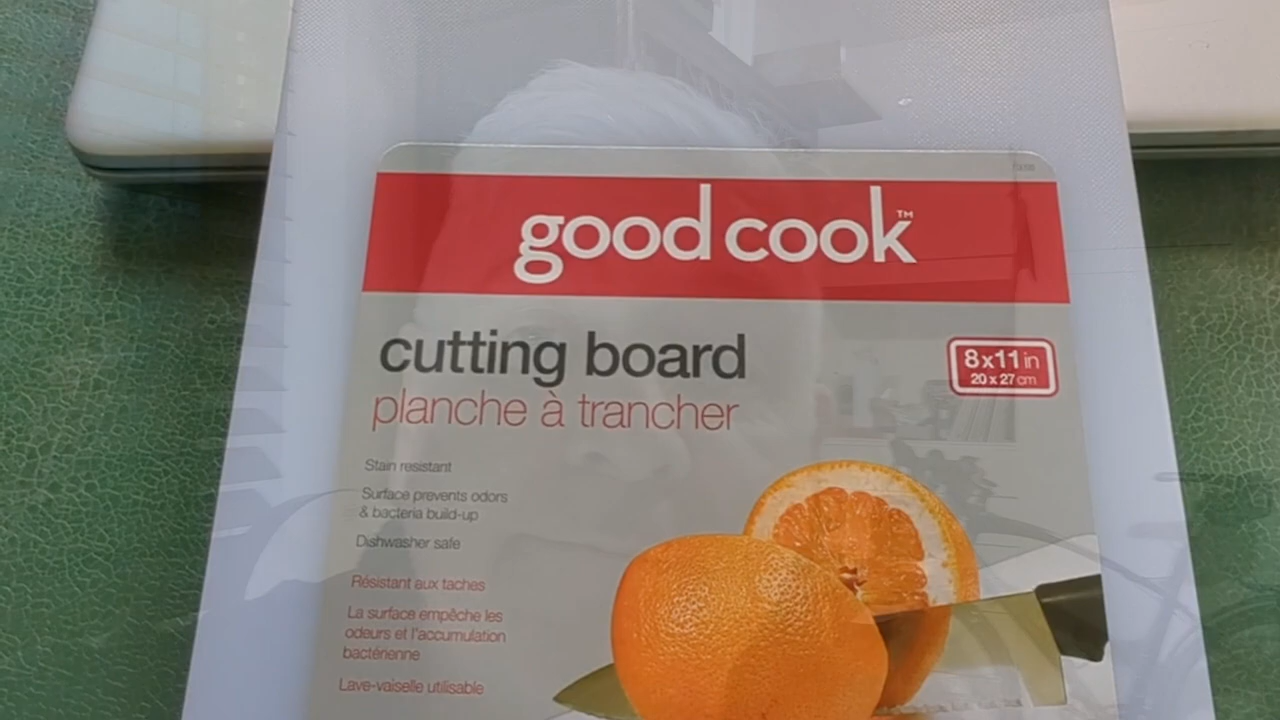 good cook™
cutting board
planche à trancher
8x11 in
20 x 27 cm
Stain resistant
Surface prevents odors
& bacteria build-up
Dishwasher safe
Résistant aux taches
La surface empêche les
odeurs et l'accumulation
bactérienne
Lave-vaiselle utilisable